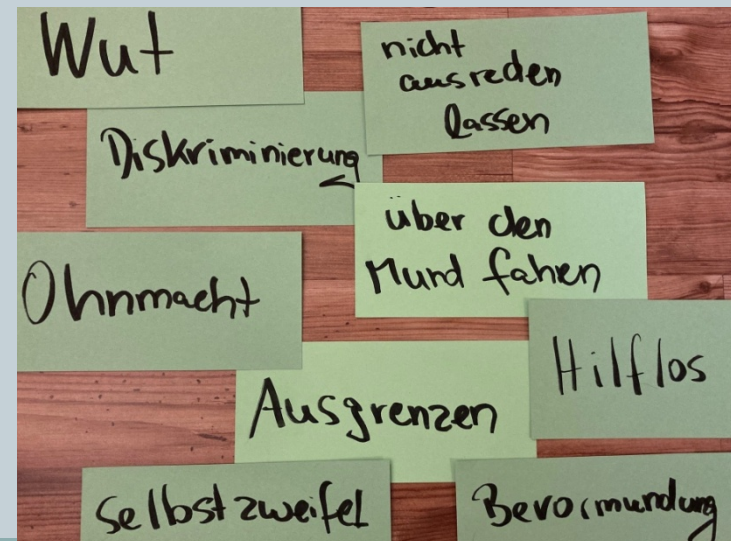 Wut
nicht
ausreden
lassen
Diskriminierung
über den
Mund fahren
Ohnmacht
Hilflos
Ausgrenzen
Selbstzweifel
Bevormundung